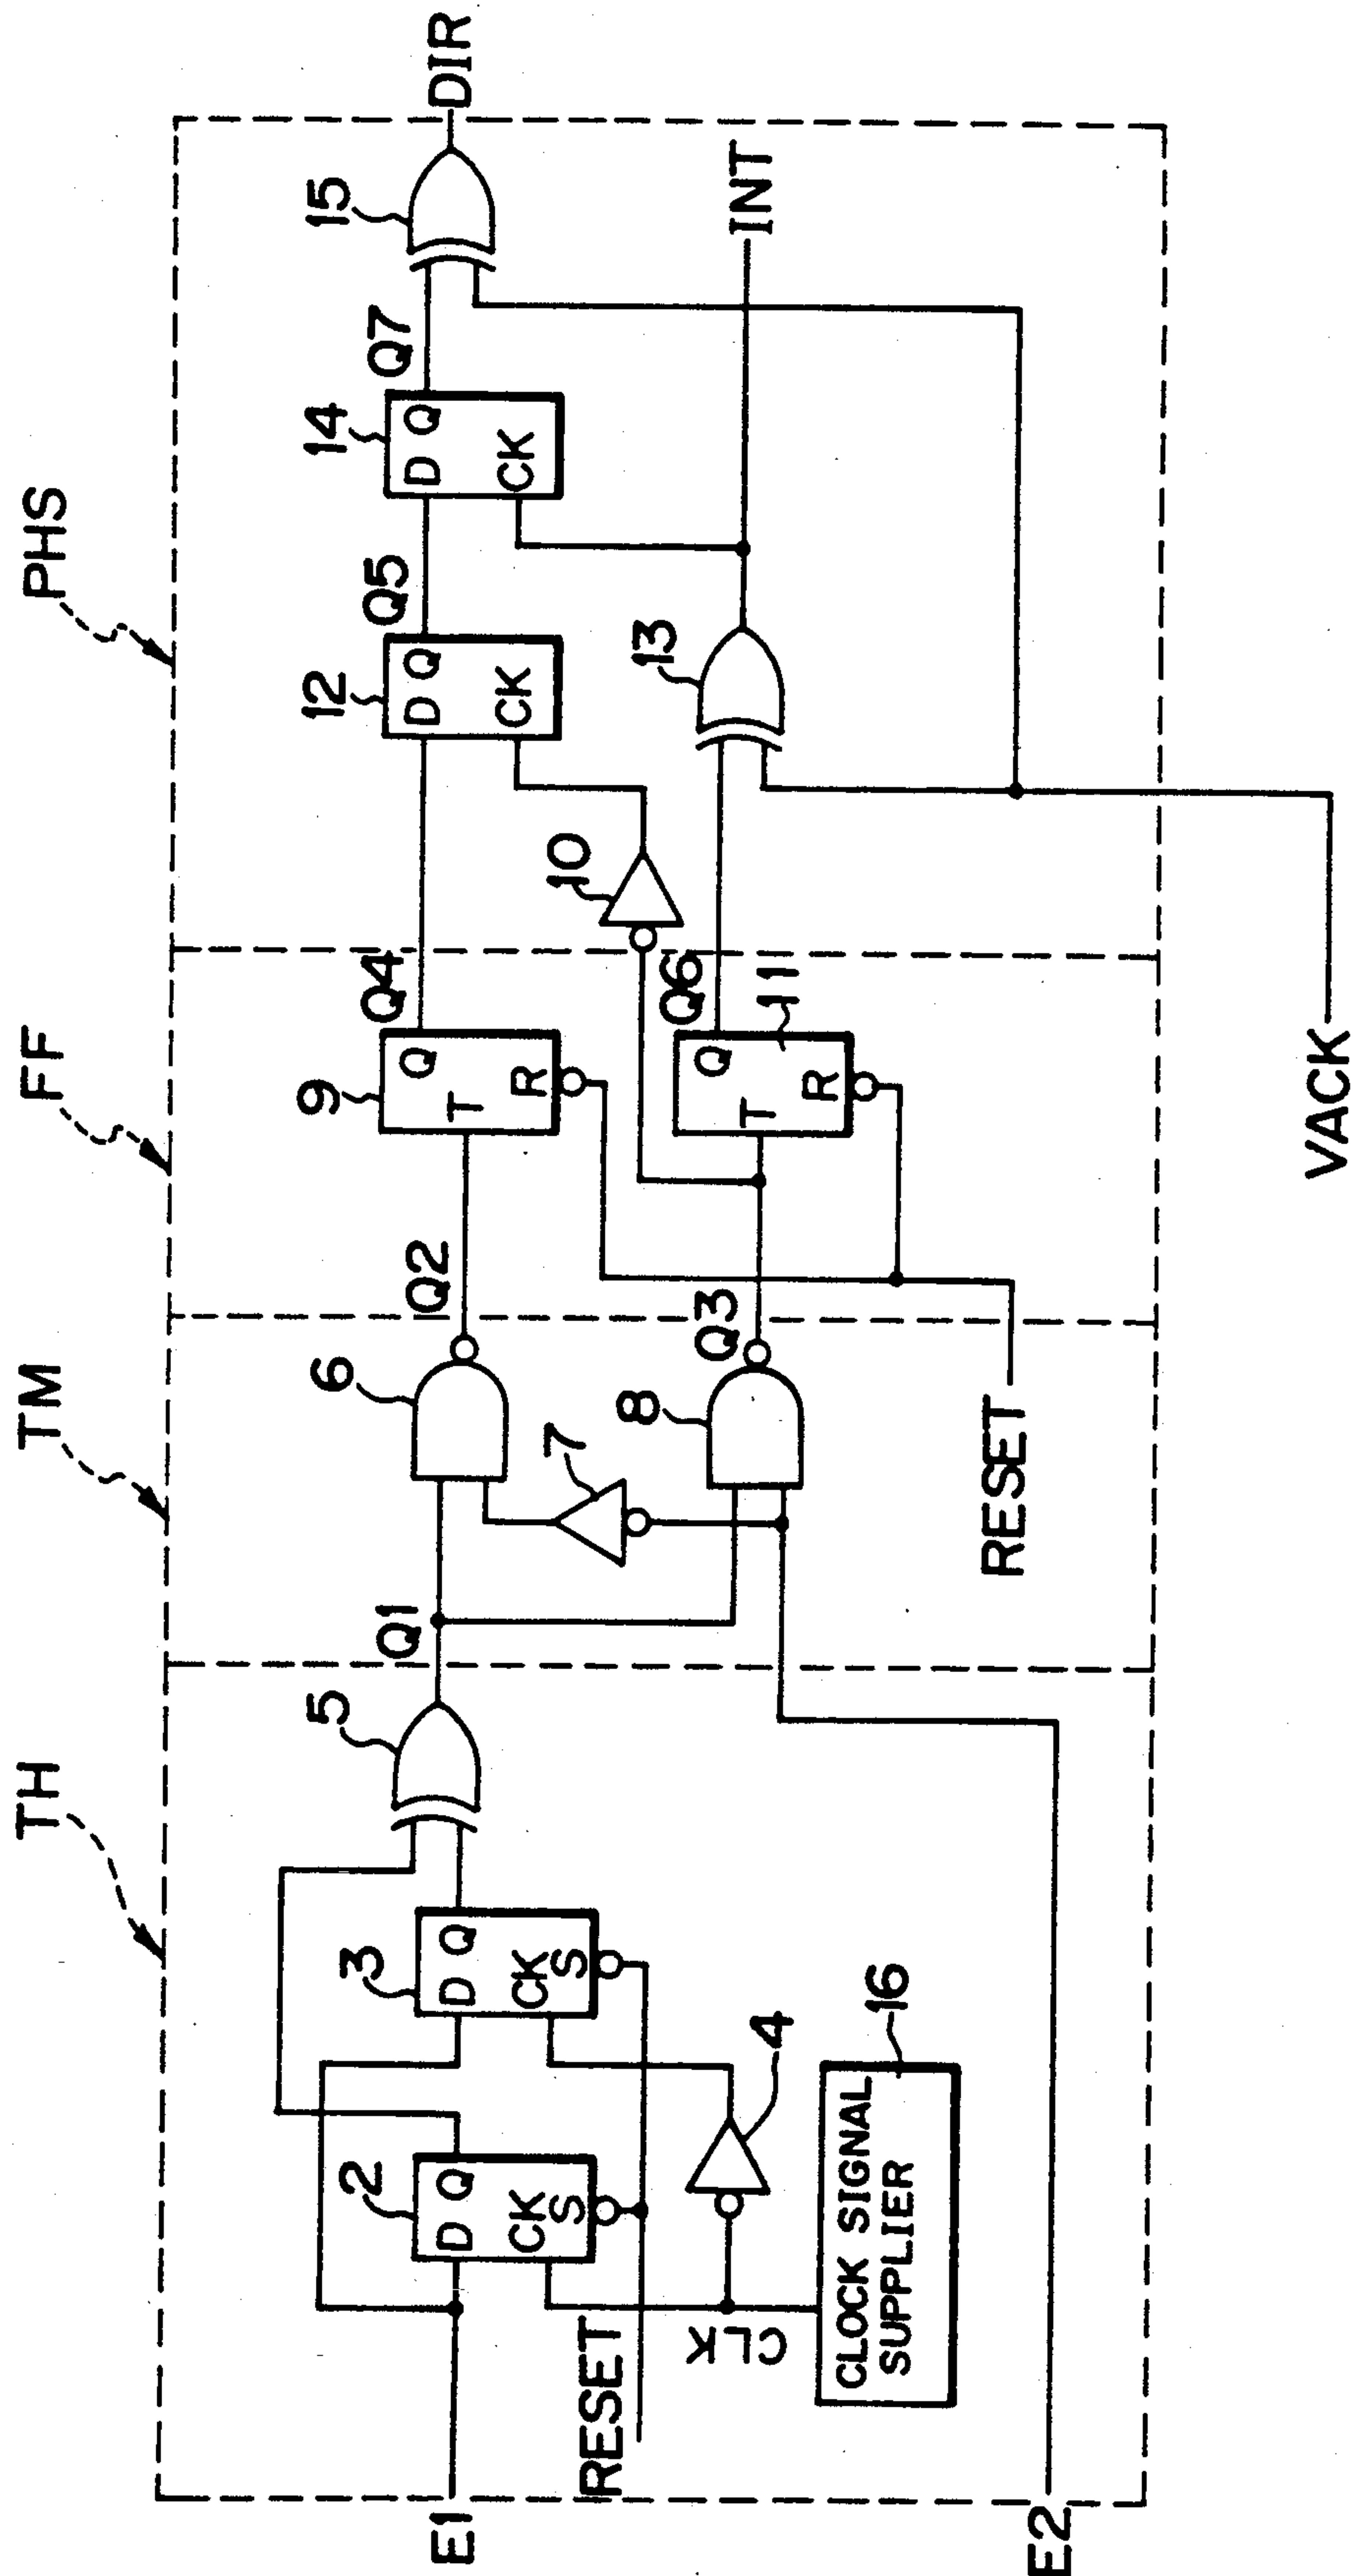 TH
TM
FF
PHS
E1
2
D Q
CK
S
3
D Q
CK
S
5
Q1
6
Q2
9
Q
T
R
Q4
12
D Q
CK
Q5
14
D Q
CK
Q7
15
DIR
RESET
CLK
4
CLOCK SIGNAL
SUPPLIER
16
7
8
Q3
10
Q6
11
Q
T
R
13
INT
RESET
E2
VACK